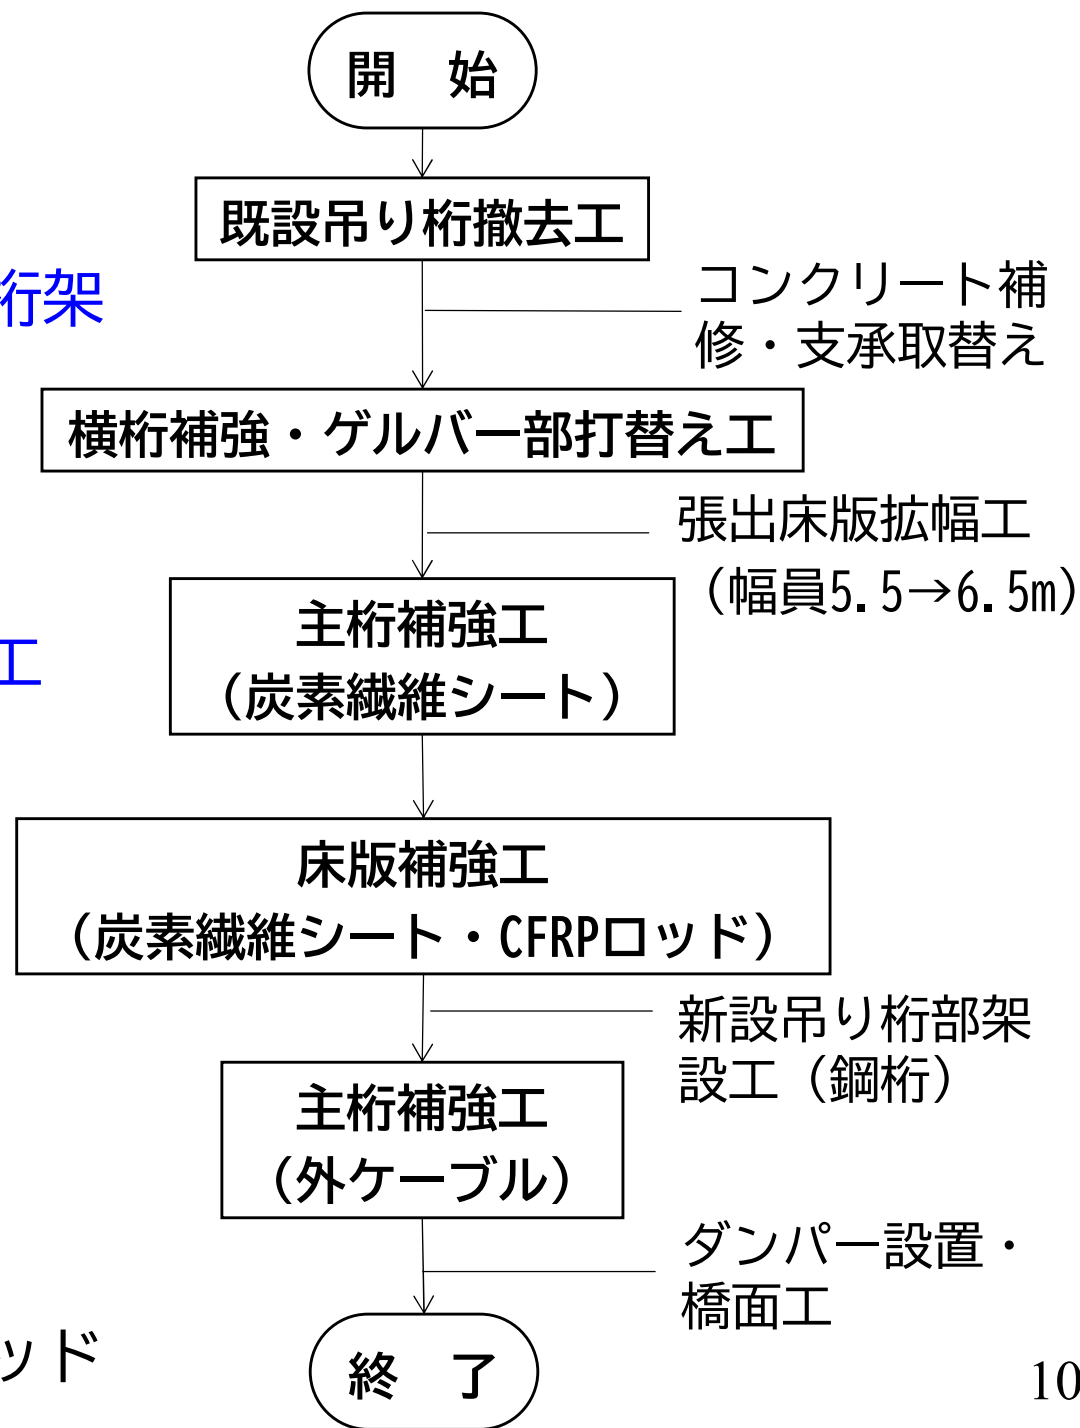 開　始
既設吊り桁撤去工
桁架
コンクリート補
修・支承取替え
横桁補強・ゲルバー部打替え工
張出床版拡幅工
（幅員5.5→6.5m）
主桁補強工
工
（炭素繊維シート）
床版補強工
（炭素繊維シート・CFRPロッド）
新設吊り桁部架
設工（鋼桁）
主桁補強工
（外ケーブル）
ダンパー設置・
橋面工
ッド
終　了
10